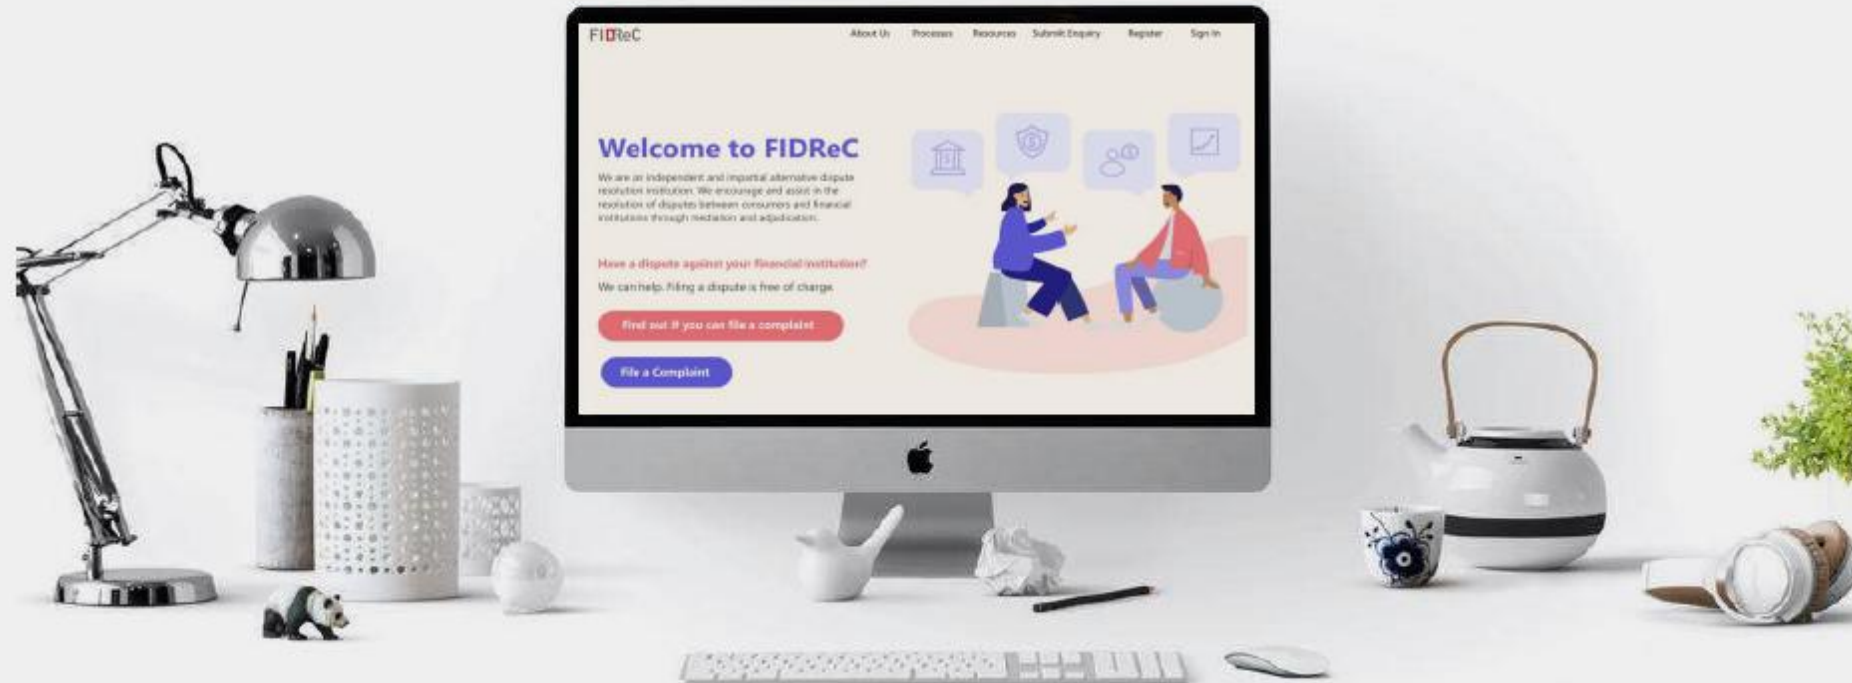 FIDReC
About Us Processes Resources Submit Enquiry Register Sign In
Welcome to FIDReC
We are an independent and impartial alternative dispute
resolution institution. We encourage and assist in the
resolution of disputes between consumers and financial
institutions through mediation and adjudication.
Have a dispute against your financial institution?
We can help. Filing a dispute is free of charge.
Find out if you can file a complaint
File a Complaint